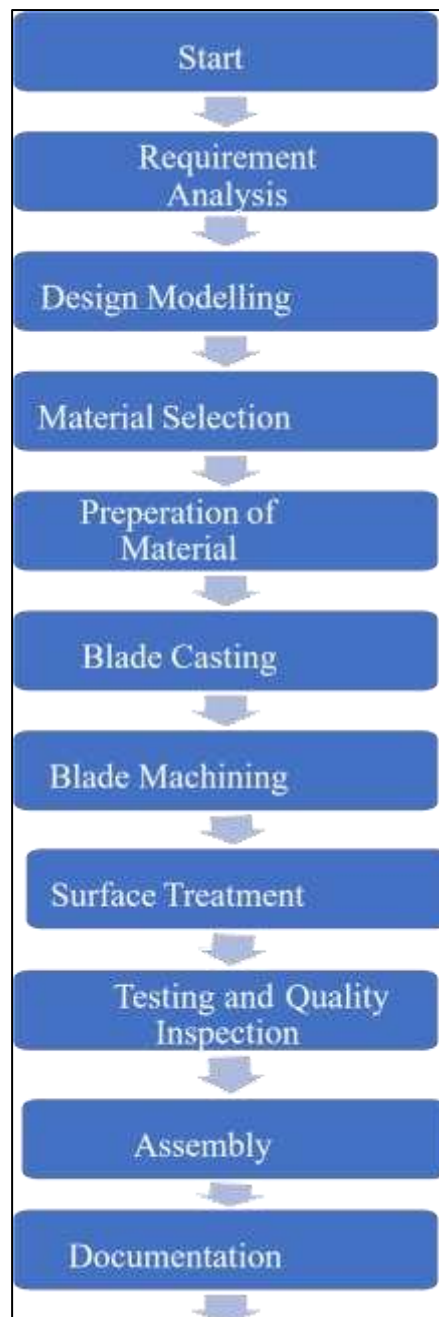 Start
Requirement
Analysis
Design Modelling
Material Selection
Preperation of
Material
Blade Casting
Blade Machining
Surface Treatment
Testing and Quality
Inspection
Assembly
Documentation